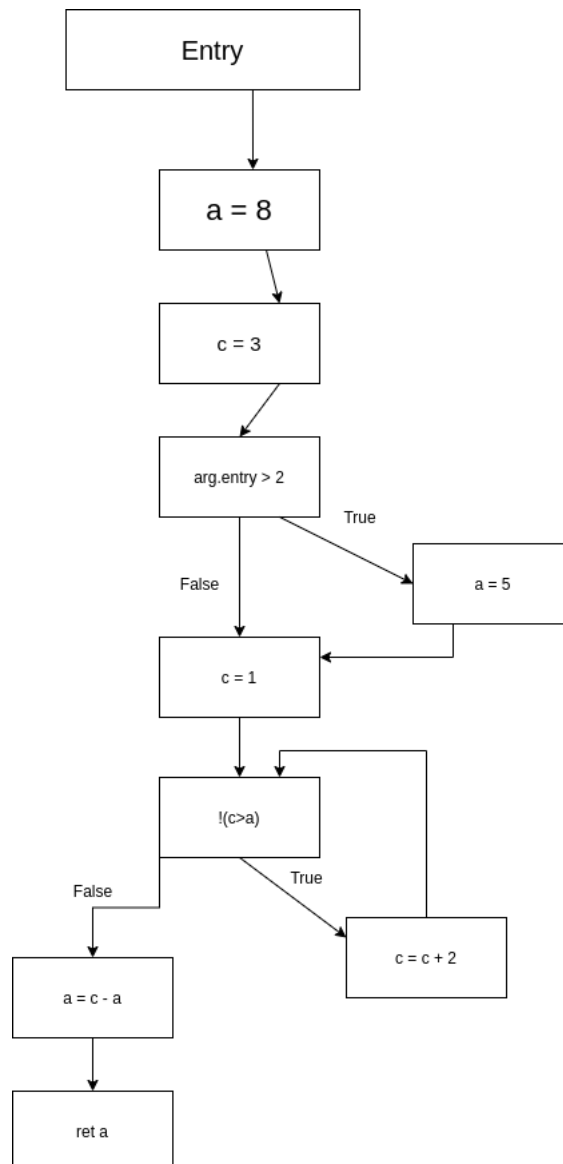 Entry
a = 8
c = 3
arg.entry > 2
True
False
a = 5
c = 1
!(c>a)
True
False
c = c + 2
a = c - a
ret a